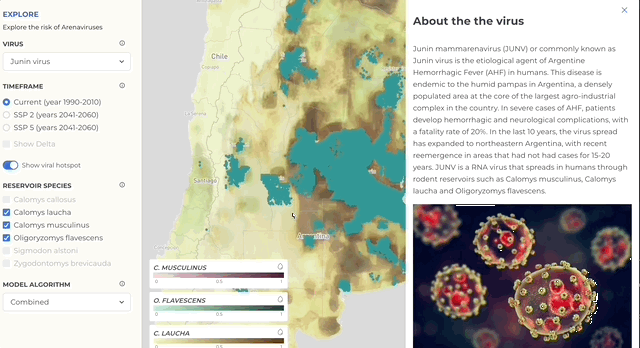 EXPLORE
Explore the risk of Arenaviruses
VIRUS
Junin virus
TIMEFRAME
Current (year 1990-2010)
SSP 2 (years 2041-2060)
SSP 5 (years 2041-2060)
Show Delta
Show viral hotspot
RESERVOIR SPECIES
Calomys callosus
Calomys laucha
Calomys musculinus
Oligoryzomys flavescens
Sigmodon alstoni
Zygodontomys brevicauda
MODEL ALGORITHM
Combined
Chile
Copiapó
Santiago
Concepción
Argentina
C. MUSCULINUS
0 0.5 1
O. FLAVESCENS
0 0.5 1
C. LAUCHA
0 0.5 1
About the the virus
Junin mammarenavirus (JUNV) or commonly known as
Junin virus is the etiological agent of Argentine
Hemorrhagic Fever (AHF) in humans. This disease is
endemic to the humid pampas in Argentina, a densely
populated area at the core of the largest agro-industrial
complex in the country. In severe cases of AHF, patients
develop hemorrhagic and neurological complications, with
a fatality rate of 20%. In the last 10 years, the virus spread
has expanded to northeastern Argentina, with recent
reemergence in areas that had not had cases for 15-20
years. JUNV is a RNA virus that spreads in humans through
rodent reservoirs such as Calomys musculinus, Calomys
laucha and Oligoryzomys flavescens.